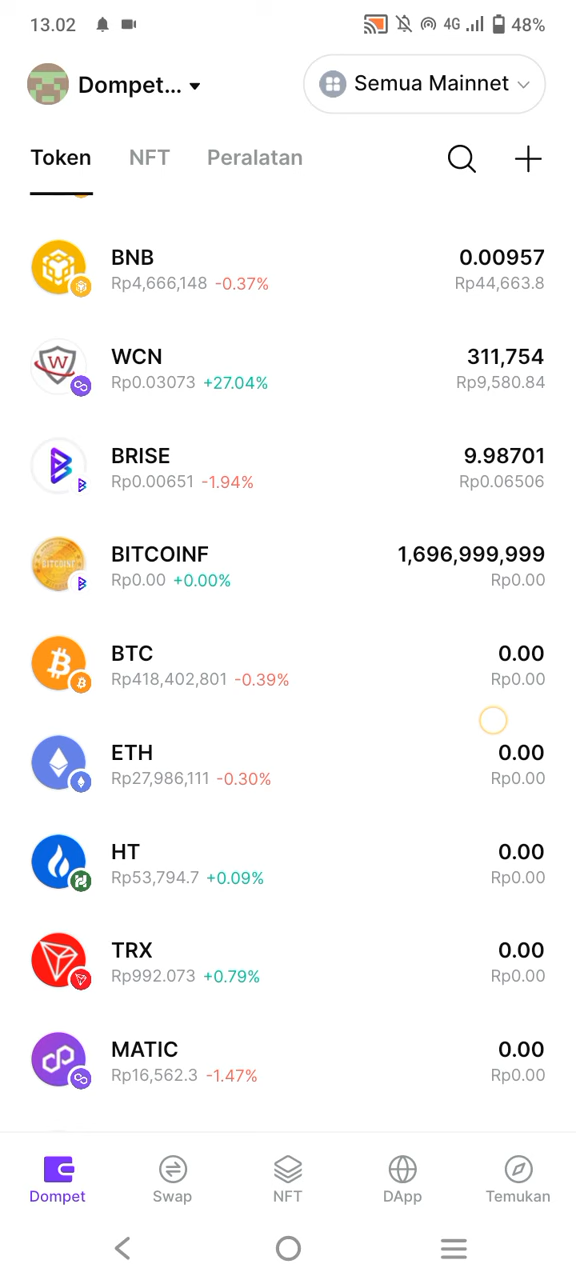 13.02 4G 48%
Dompet... Semua Mainnet
Token NFT Peralatan
BNB 0.00957
Rp4,666,148 -0.37% Rp44,663.8
WCN 311,754
Rp0.03073 +27.04% Rp9,580.84
BRISE 9.98701
Rp0.00651 -1.94% Rp0.06506
BITCOINF 1,696,999,999
Rp0.00 +0.00% Rp0.00
BTC 0.00
Rp418,402,801 -0.39% Rp0.00
ETH 0.00
Rp27,986,111 -0.30% Rp0.00
HT 0.00
Rp53,794.7 +0.09% Rp0.00
TRX 0.00
Rp992.073 +0.79% Rp0.00
MATIC 0.00
Rp16,562.3 -1.47% Rp0.00
Dompet Swap NFT DApp Temukan